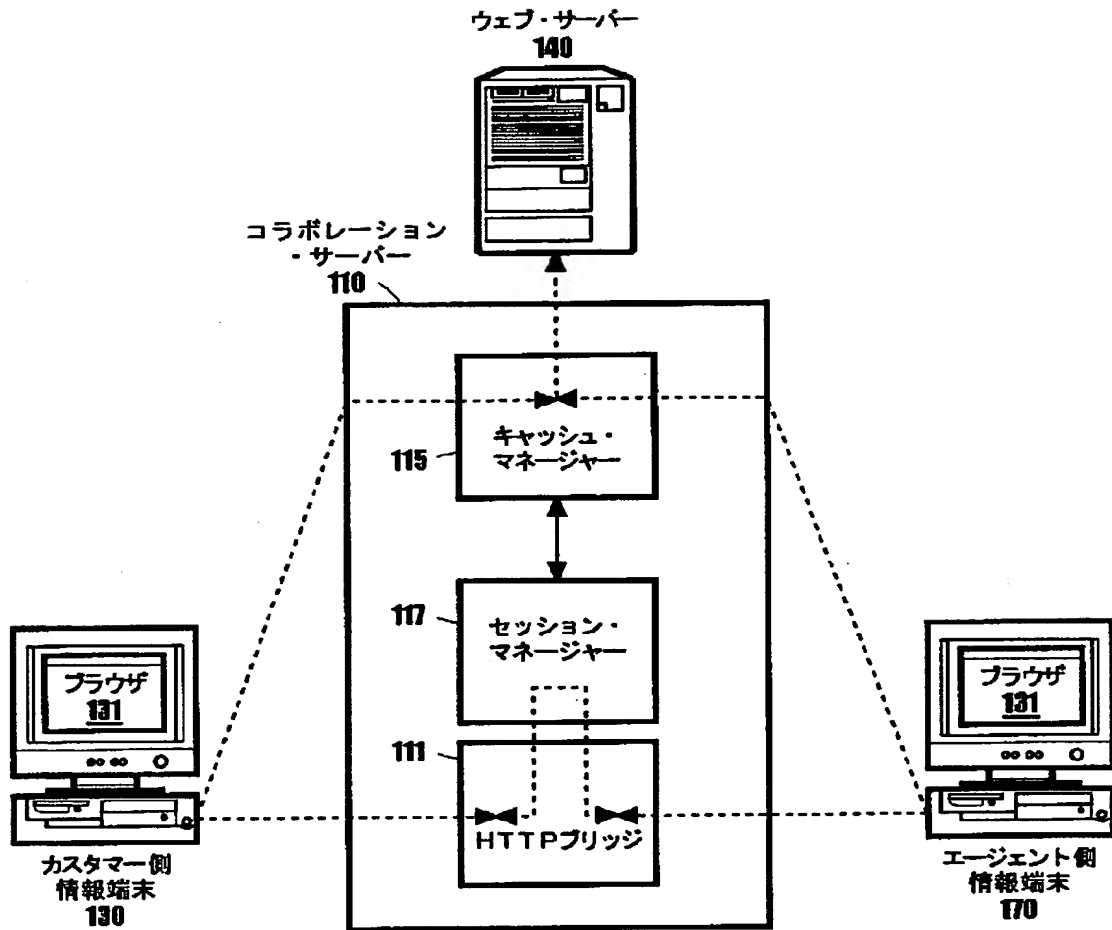 ウェブ・サーバー
140
コラボレーション
・サーバー
110
キャッシュ・
マネージャー
115
117
セッション・
マネージャー
ブラウザ
131
ブラウザ
131
111
HTTPブリッジ
カスタマー側
情報端末
130
エージェント側
情報端末
170